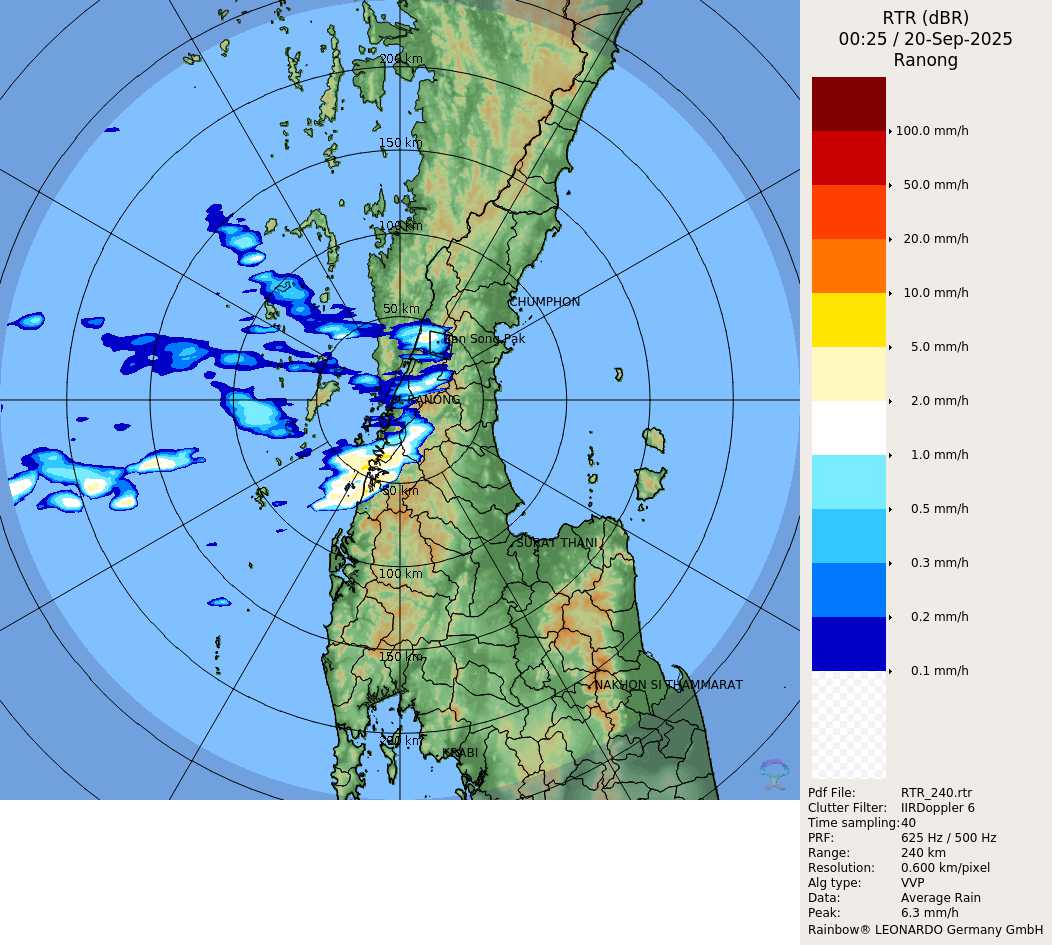 RTR (dBR)
00:25 / 20-Sep-2025
Ranong
200 km
150 km
100 km
50 km
CHUMPHON
Ban Song Pak
RANONG
50 km
SURAT THANI
100 km
150 km
NAKHON SI THAMMARAT
200 km
KRABI
100.0 mm/h
50.0 mm/h
20.0 mm/h
10.0 mm/h
5.0 mm/h
2.0 mm/h
1.0 mm/h
0.5 mm/h
0.3 mm/h
0.2 mm/h
0.1 mm/h
Pdf File: RTR_240.rtr
Clutter Filter: IIRDoppler 6
Time sampling:40
PRF: 625 Hz / 500 Hz
Range: 240 km
Resolution: 0.600 km/pixel
Alg type: VVP
Data: Average Rain
Peak: 6.3 mm/h
Rainbow® LEONARDO Germany GmbH